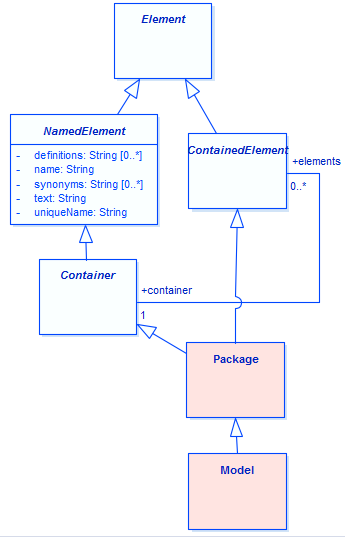 Element
NamedElement
- definitions: String [0..*]
- name: String
- synonyms: String [0..*]
- text: String
- uniqueName: String
ContainedElement
+elements
0..*
Container
+container
1
Package
Model